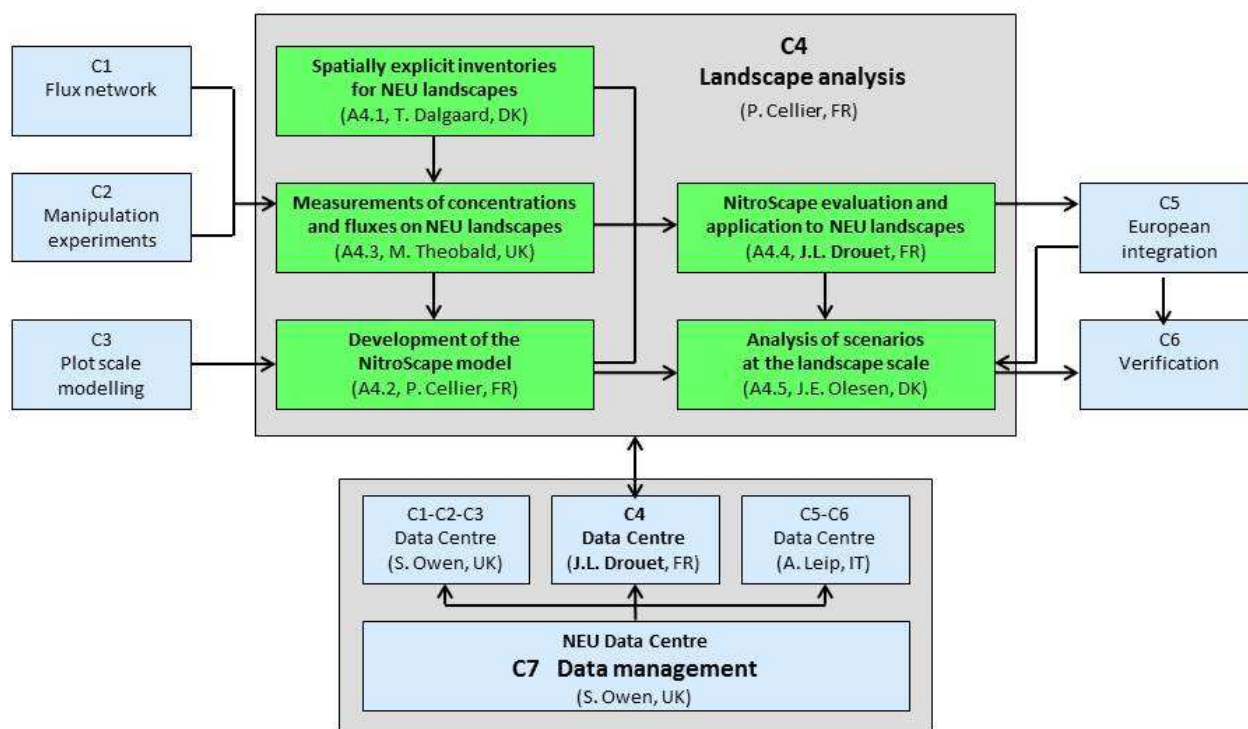 C4
Landscape analysis
(P. Cellier, FR)
C1
Flux network
Spatially explicit inventories
for NEU landscapes
(A4.1, T. Dalgaard, DK)
C2
Manipulation
experiments
Measurements of concentrations
and fluxes on NEU landscapes
(A4.3, M. Theobald, UK)
NitroScape evaluation and
application to NEU landscapes
(A4.4, J.L. Drouet, FR)
C5
European
integration
C3
Plot scale
modelling
Development of the
NitroScape model
(A4.2, P. Cellier, FR)
Analysis of scenarios
at the landscape scale
(A4.5, J.E. Olesen, DK)
C6
Verification
C1-C2-C3
Data Centre
(S. Owen, UK)
C4
Data Centre
(J.L. Drouet, FR)
C5-C6
Data Centre
(A. Leip, IT)
NEU Data Centre
C7 Data management
(S. Owen, UK)